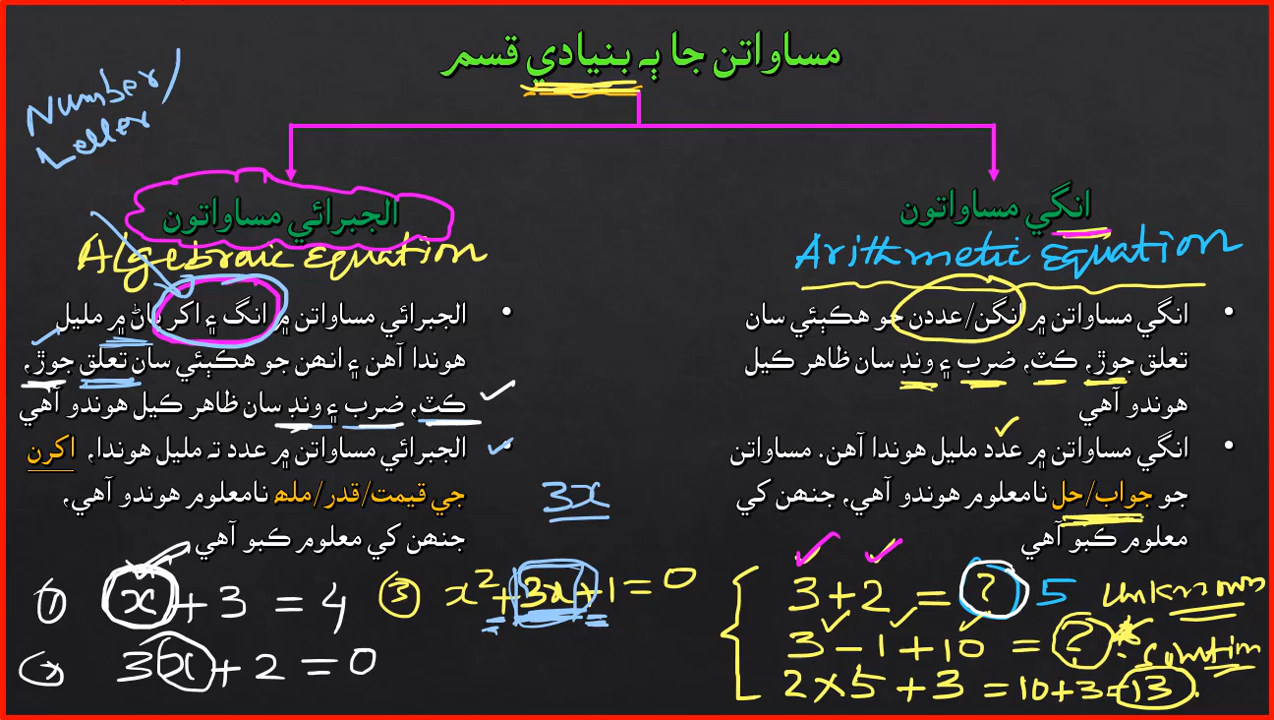 مساواتن جا ٻه بنيادي قسم
Number/
Letter
انگي مساواتون
Arithmetic Equation
انگي مساواتن ۾ انگن/عددن جو هڪٻئي سان
تعلق جوڙ، ڪٽ، ضرب ۽ ونڊ سان ظاهر ڪيل
هوندو آهي
انگي مساواتن ۾ عدد مليل هوندا آهن. مساواتن
جو جواب/حل نامعلوم هوندو آهي، جنهن کي
معلوم ڪبو آهي
3 + 2 = ? 5 unknown
3 - 1 + 10 = ? solution
2 × 5 + 3 = 10 + 3 = 13
الجبرائي مساواتون
Algebraic Equation
الجبرائي مساواتن ۾ انگ ۽ اکر پاڻ ۾ مليل
هوندا آهن ۽ انهن جو هڪٻئي سان تعلق جوڙ،
ڪٽ، ضرب ۽ ونڊ سان ظاهر ڪيل هوندو آهي
الجبرائي مساواتن ۾ عدد ته مليل هوندا، اکرن
جي قيمت/قدر/ملهه نامعلوم هوندو آهي،
جنهن کي معلوم ڪبو آهي
3x
① x + 3 = 4
3x + 2 = 0
③ x² + 3x + 1 = 0